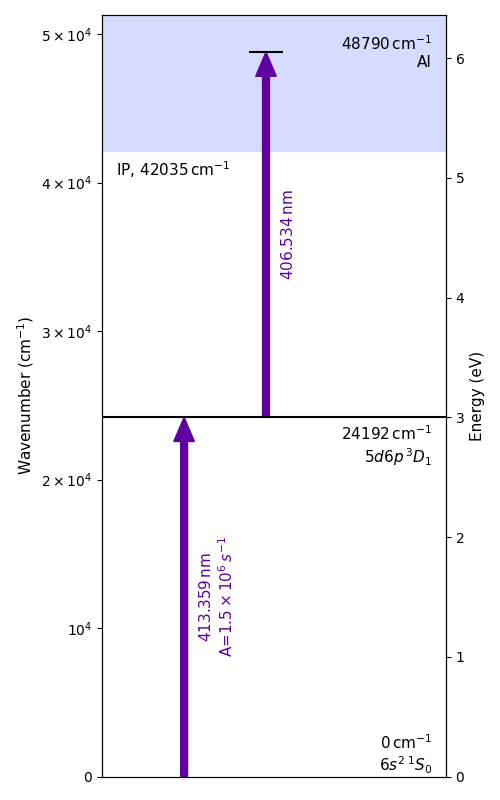 5 × 10⁴
4 × 10⁴
3 × 10⁴
2 × 10⁴
10⁴
0
Wavenumber (cm⁻¹)
48790 cm⁻¹
AI
IP, 42035 cm⁻¹
406.534 nm
24192 cm⁻¹
5d6p ³D₁
413.359 nm
A=1.5 × 10⁶ s⁻¹
0 cm⁻¹
6s² ¹S₀
6
5
4
3
2
1
0
Energy (eV)